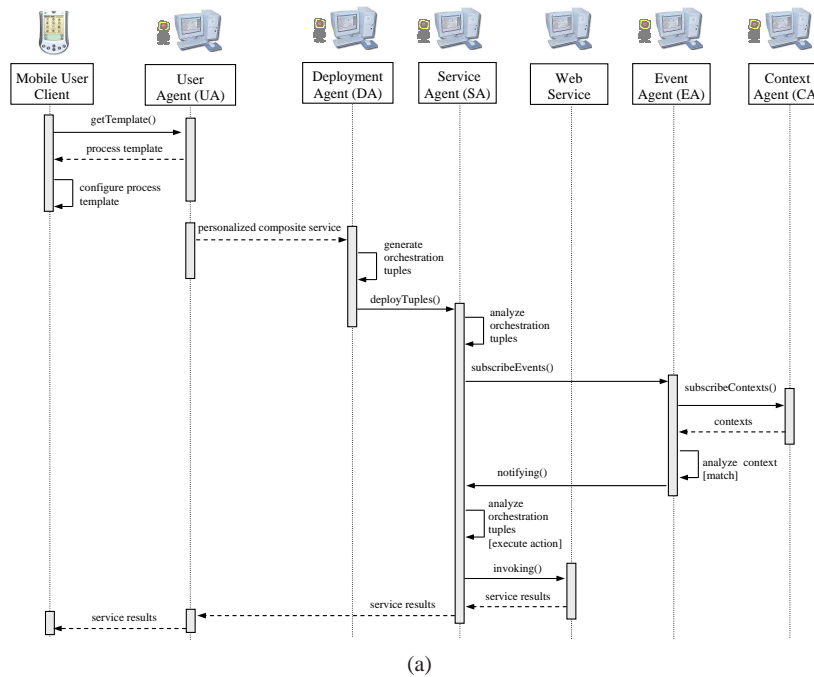 Mobile User
Client
User
Agent (UA)
Deployment
Agent (DA)
Service
Agent (SA)
Web
Service
Event
Agent (EA)
Context
Agent (CA
getTemplate()
process template
configure process
template
personalized composite service
generate
orchestration
tuples
deployTuples()
analyze
orchestration
tuples
subscribeEvents()
subscribeContexts()
contexts
analyze context
[match]
notifying()
analyze
orchestration
tuples
[execute action]
invoking()
service results
service results
service results
(a)